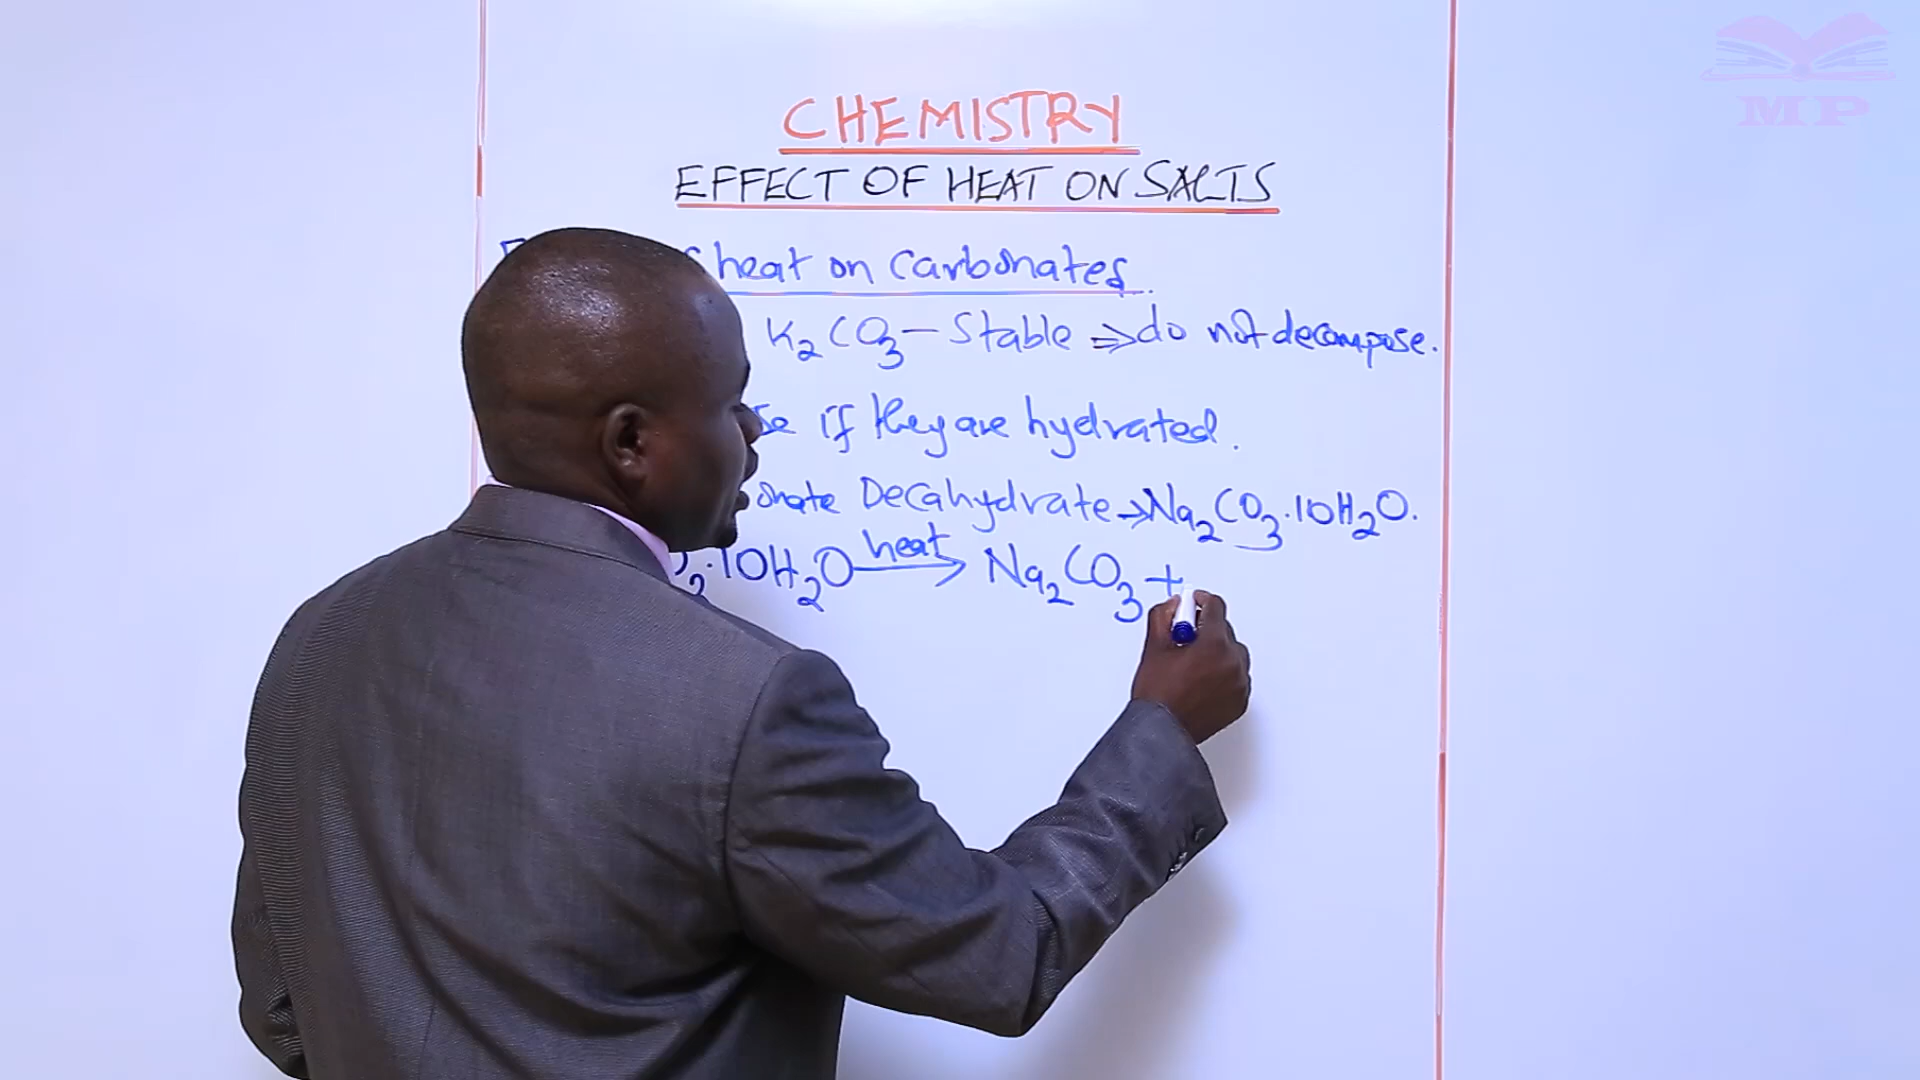 MP
CHEMISTRY
EFFECT OF HEAT ON SALTS
heat on Carbonates.
K₂CO₃ — Stable ⇒ do not decompose.
if they are hydrated.
Decahydrate → Na₂CO₃.10H₂O.
.10H₂O heat → Na₂CO₃ +